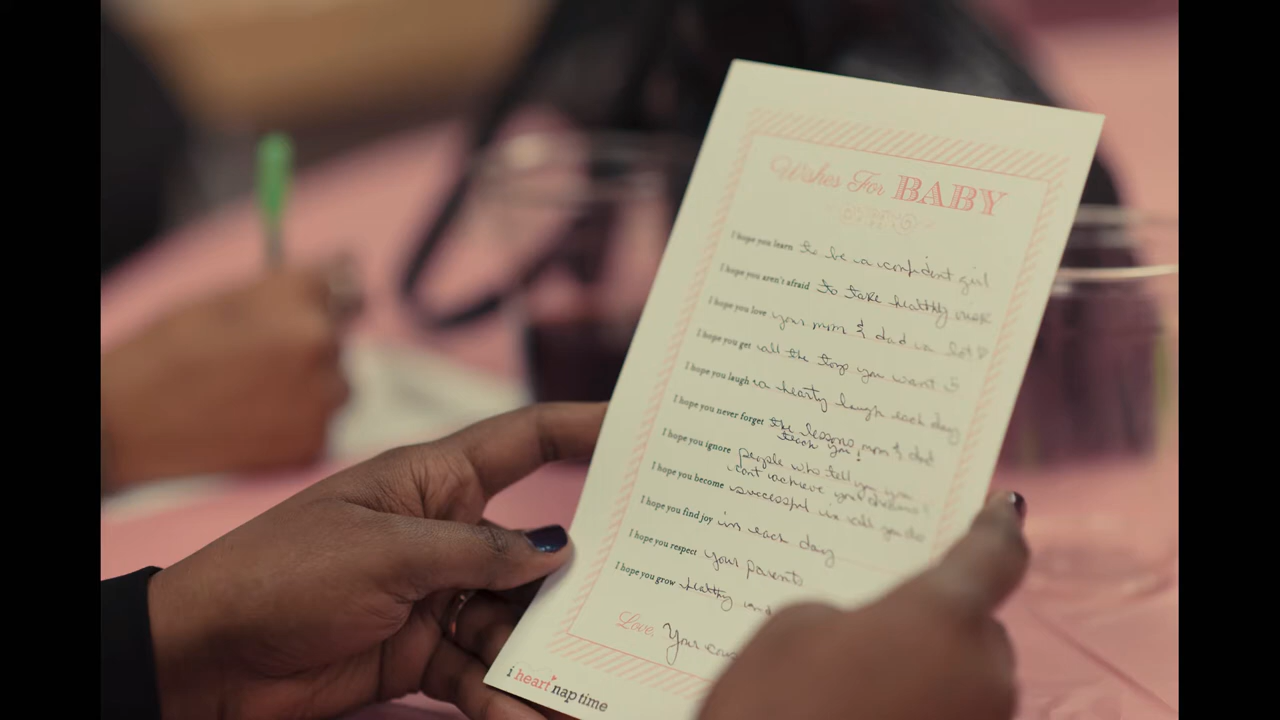 Wishes For BABY
I hope you learn to be a confident girl
I hope you aren't afraid to take healthy risks
I hope you love your mom & dad a lot ♡
I hope you get all the things you want
I hope you laugh a hearty laugh each day
I hope you never forget the lessons mom & dad
teach you!
I hope you ignore people who tell you you
can't achieve your dreams!
I hope you become successful in all you do
I hope you find joy in each day
I hope you respect your parents
I hope you grow healthy and
Love, Your
i heart nap time